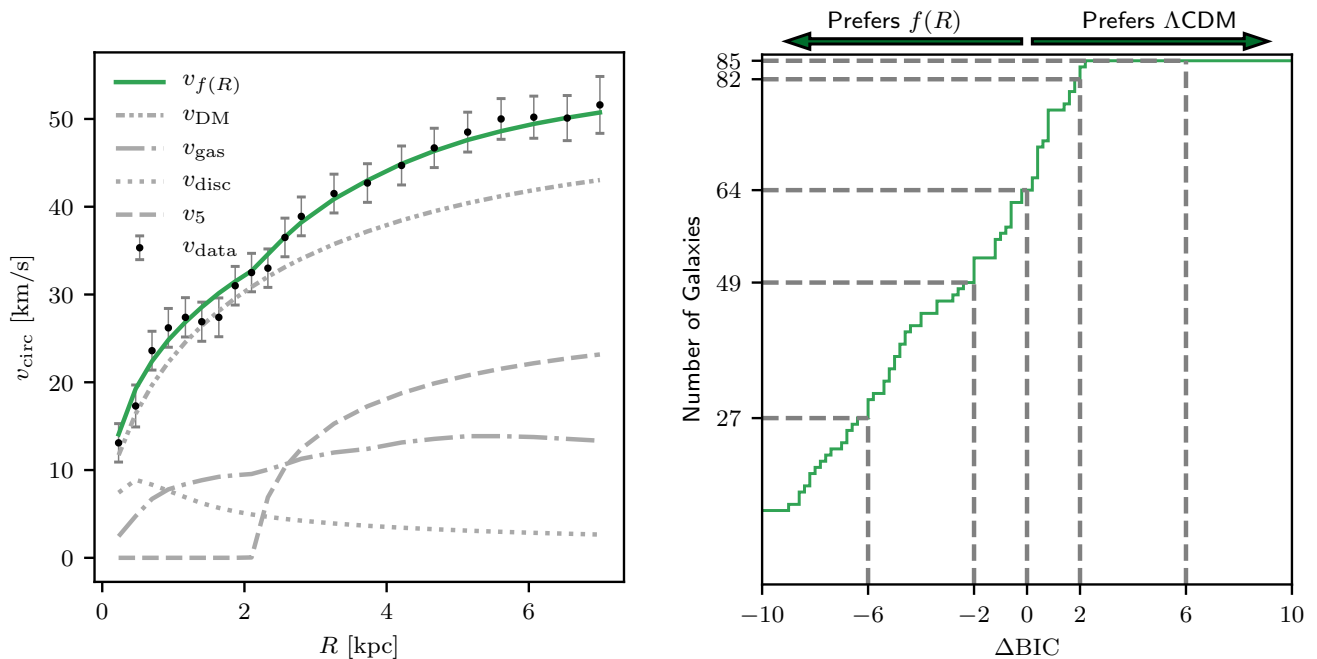 v_f(R)
v_DM
v_gas
v_disc
v_5
v_data
50
40
30
20
10
0
v_circ [km/s]
0 2 4 6
R [kpc]
Prefers f(R) Prefers ΛCDM
85
82
64
49
27
Number of Galaxies
−10 −6 −2 0 2 6 10
ΔBIC